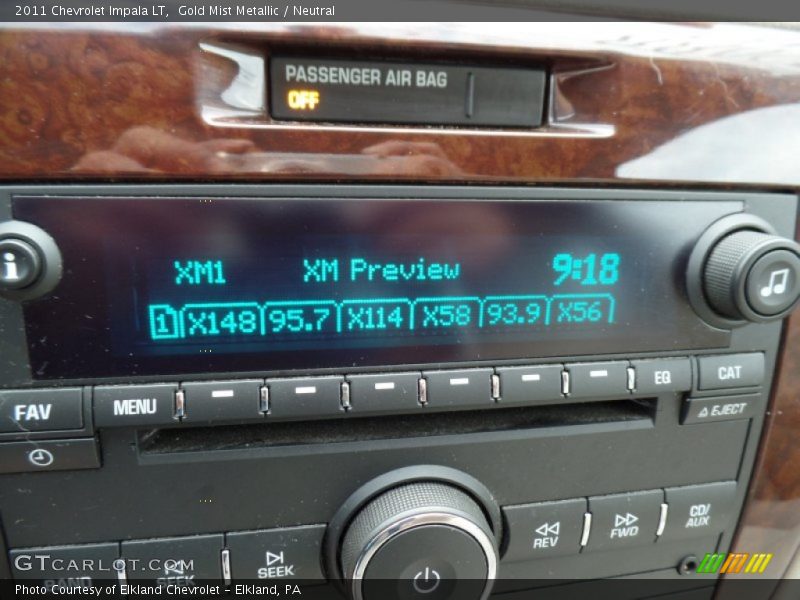 2011 Chevrolet Impala LT,  Gold Mist Metallic / Neutral
PASSENGER AIR BAG
OFF
i
XM1 XM Preview 9:18
1 X148 95.7 X114 X58 93.9 X56
FAV MENU EQ CAT
EJECT
REV FWD CD/AUX
SEEK
BAND SEEK
GTCARLOT.COM
Photo Courtesy of Elkland Chevrolet - Elkland, PA